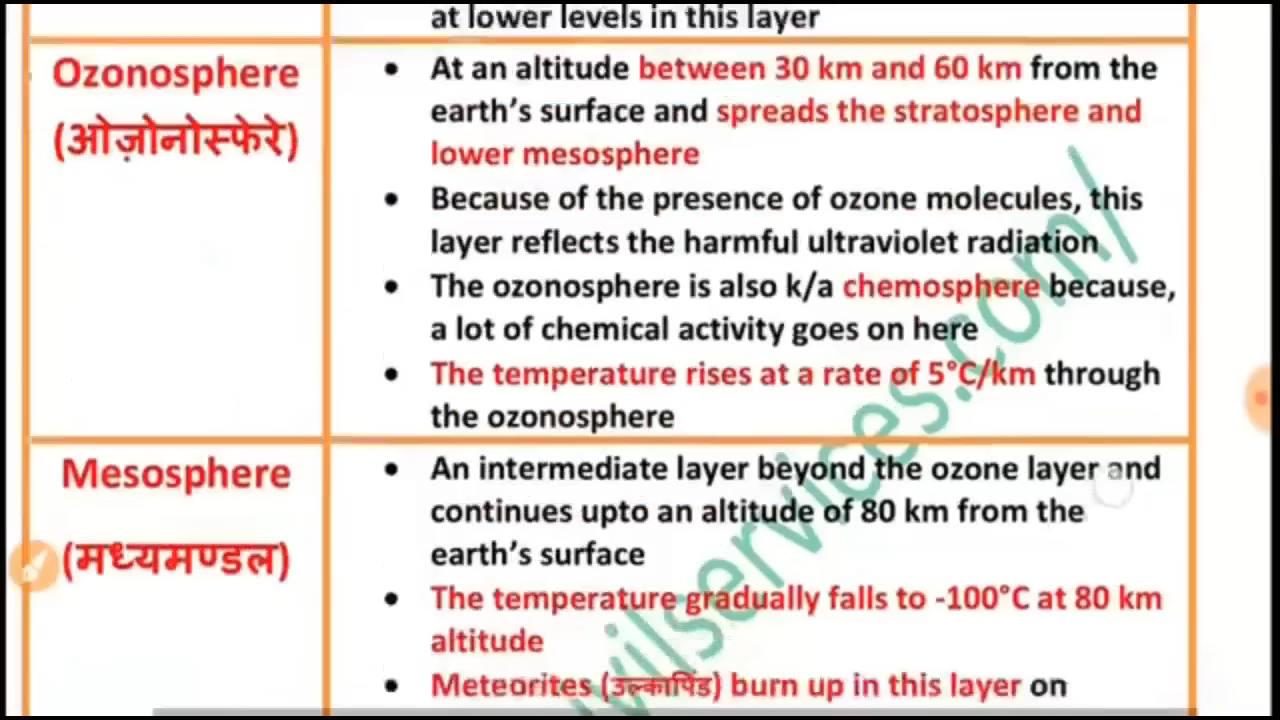 at lower levels in this layer
Ozonosphere
(ओज़ोनोस्फेरे)
• At an altitude between 30 km and 60 km from the
earth's surface and spreads the stratosphere and
lower mesosphere
• Because of the presence of ozone molecules, this
layer reflects the harmful ultraviolet radiation
• The ozonosphere is also k/a chemosphere because,
a lot of chemical activity goes on here
• The temperature rises at a rate of 5°C/km through
the ozonosphere
Mesosphere
(मध्यमण्डल)
• An intermediate layer beyond the ozone layer and
continues upto an altitude of 80 km from the
earth's surface
• The temperature gradually falls to -100°C at 80 km
altitude
• Meteorites (उल्कापिंड) burn up in this layer on
vilservices.com/